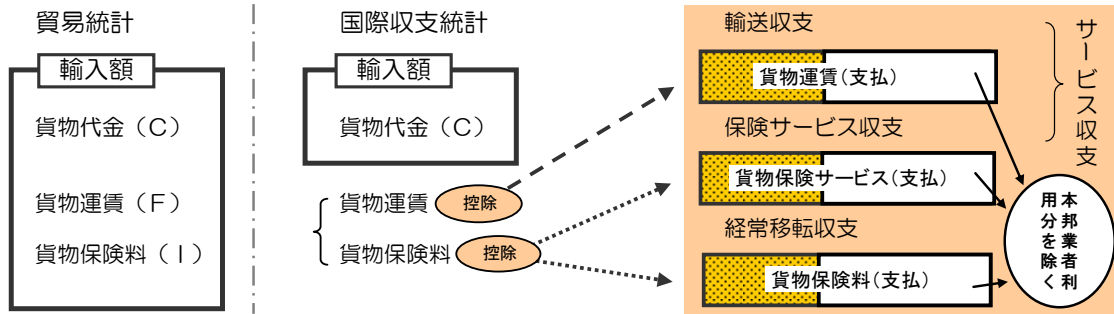 貿易統計
輸入額
貨物代金（C）
貨物運賃（F）
貨物保険料（I）
国際収支統計
輸入額
貨物代金（C）
貨物運賃
控除
貨物保険料
控除
輸送収支
貨物運賃（支払）
保険サービス収支
貨物保険サービス（支払）
経常移転収支
貨物保険料（支払）
サービス収支
本邦業者利
用分を除く